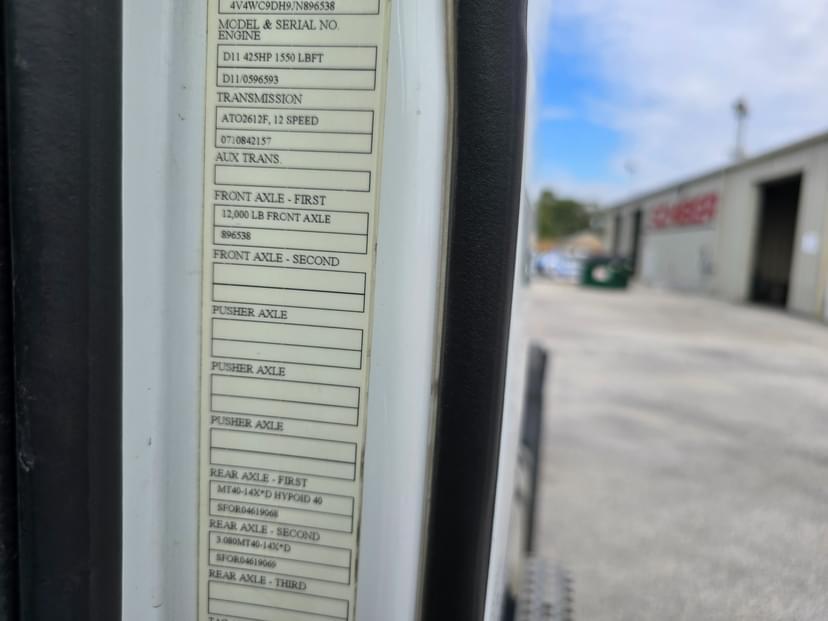 4V4WC9DH9JN896538
MODEL & SERIAL NO.
ENGINE
D11 425HP 1550 LBFT
D11/0596593
TRANSMISSION
ATO2612F, 12 SPEED
0710842157
AUX TRANS.
FRONT AXLE - FIRST
12,000 LB FRONT AXLE
896538
FRONT AXLE - SECOND
PUSHER AXLE
PUSHER AXLE
PUSHER AXLE
REAR AXLE - FIRST
MT40-14X*D HYPOID 40
SFOR04619068
REAR AXLE - SECOND
3.080MT40-14X*D
SFOR04619069
REAR AXLE - THIRD